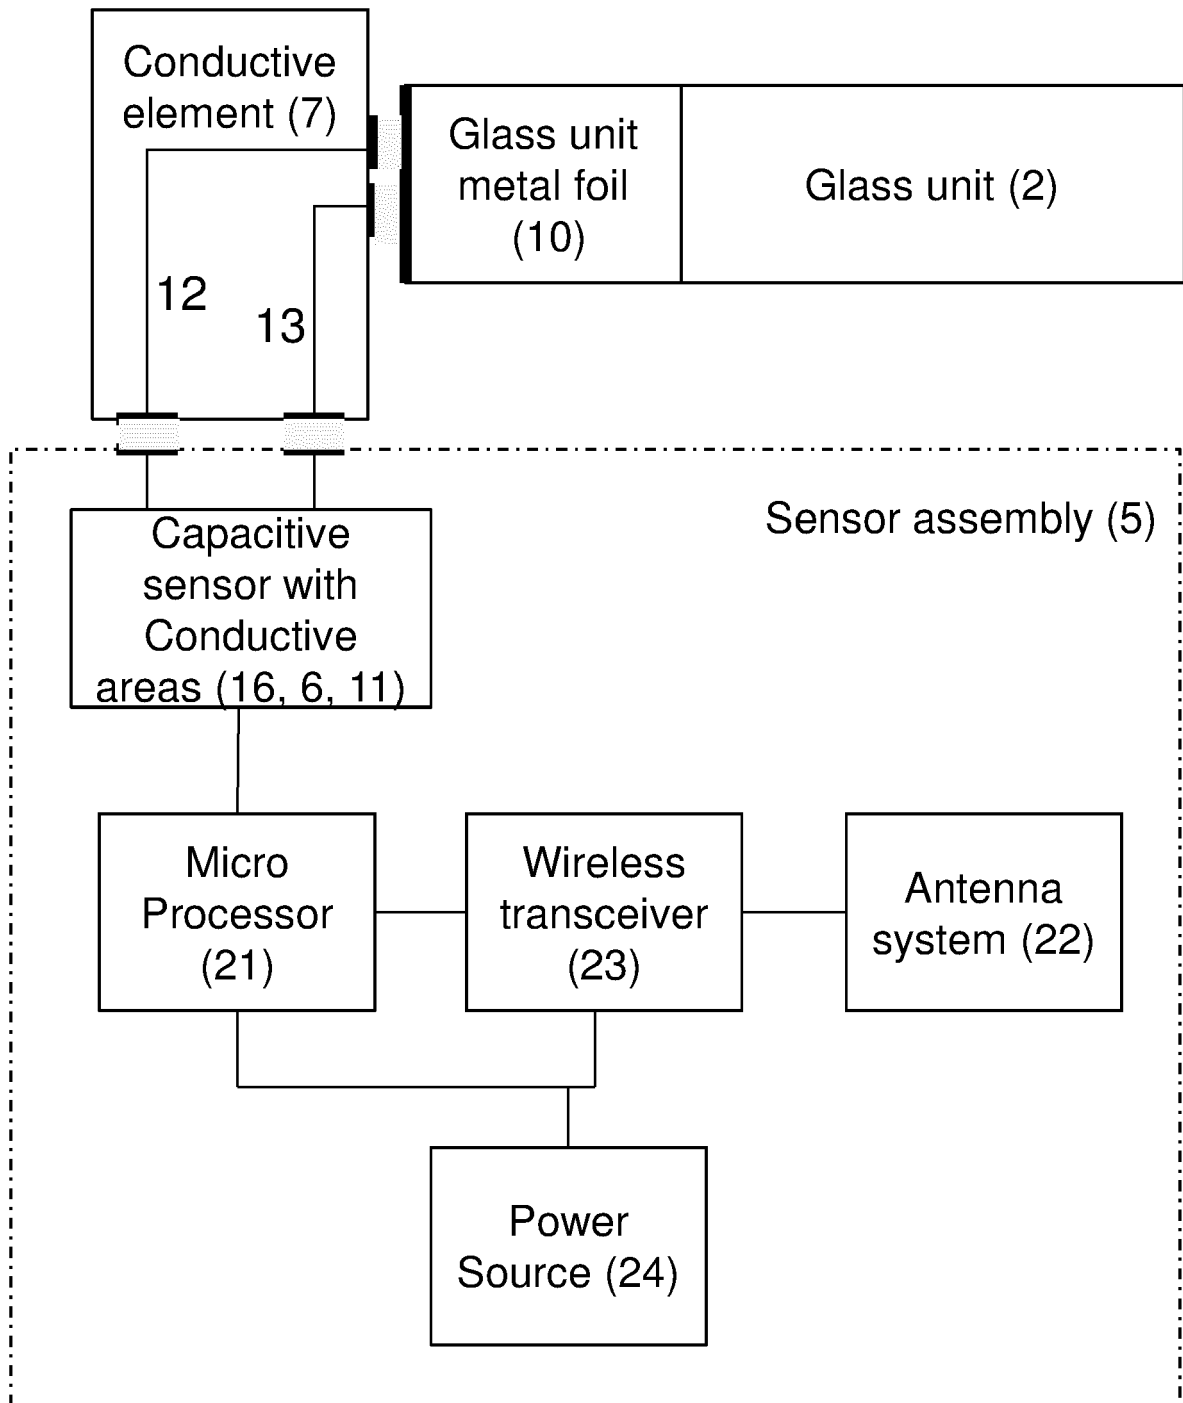 Conductive
element (7)
Glass unit
metal foil
(10)
Glass unit (2)
12
13
Sensor assembly (5)
Capacitive
sensor with
Conductive
areas (16, 6, 11)
Micro
Processor
(21)
Wireless
transceiver
(23)
Antenna
system (22)
Power
Source (24)